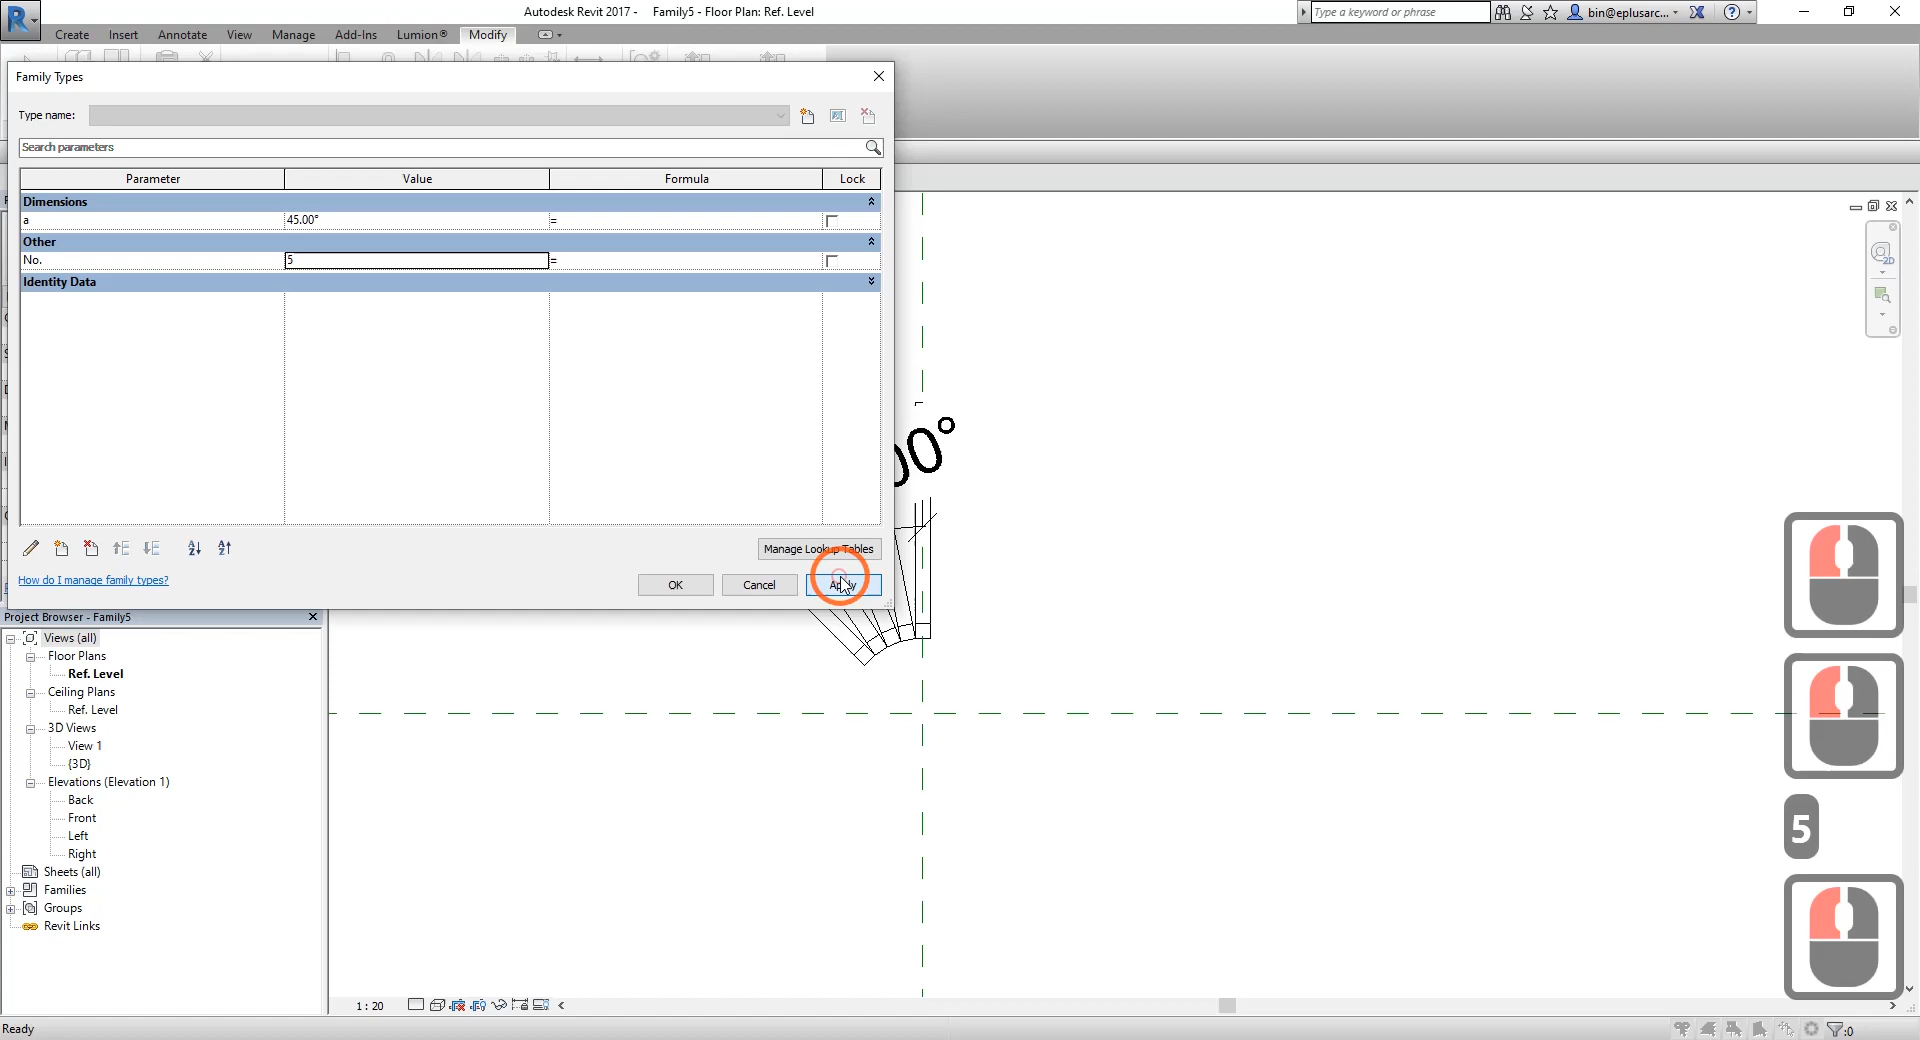 Autodesk Revit 2017 - Family5 - Floor Plan: Ref. Level
Type a keyword or phrase
bin@eplusarc...
Create Insert Annotate View Manage Add-Ins Lumion® Modify
Family Types
Type name:
Search parameters
Parameter Value Formula Lock
Dimensions
a 45.00° =
Other
No. 5 =
Identity Data
2D
00°
Manage Lookup Tables
How do I manage family types?
OK Cancel Apply
Project Browser - Family5
Views (all)
Floor Plans
Ref. Level
Ceiling Plans
Ref. Level
3D Views
View 1
{3D}
Elevations (Elevation 1)
Back
Front
Left
Right
Sheets (all)
Families
Groups
Revit Links
5
1 : 20
Ready
:0